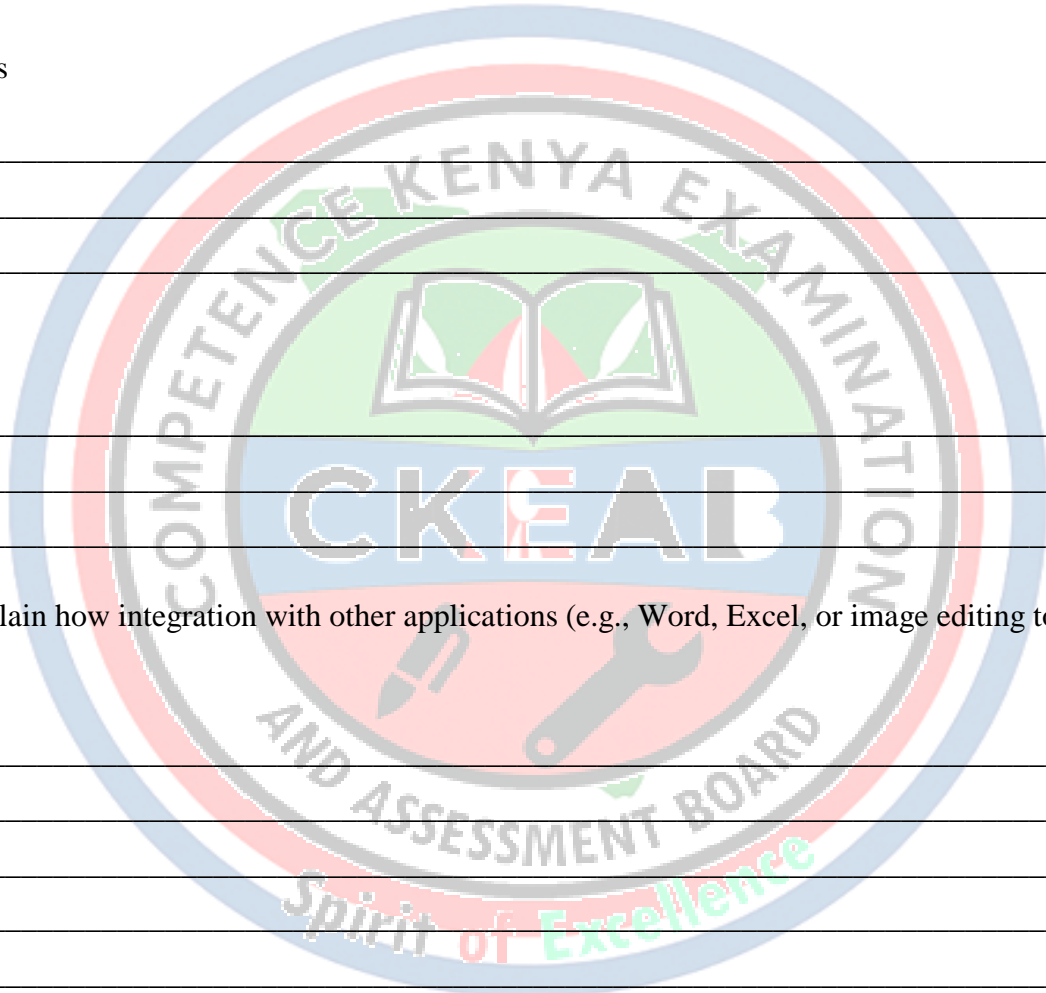 s
COMPETENCE KENYA EXAMINATION
CKEAB
lain how integration with other applications (e.g., Word, Excel, or image editing to
AND ASSESSMENT BOARD
Spirit of Excellence